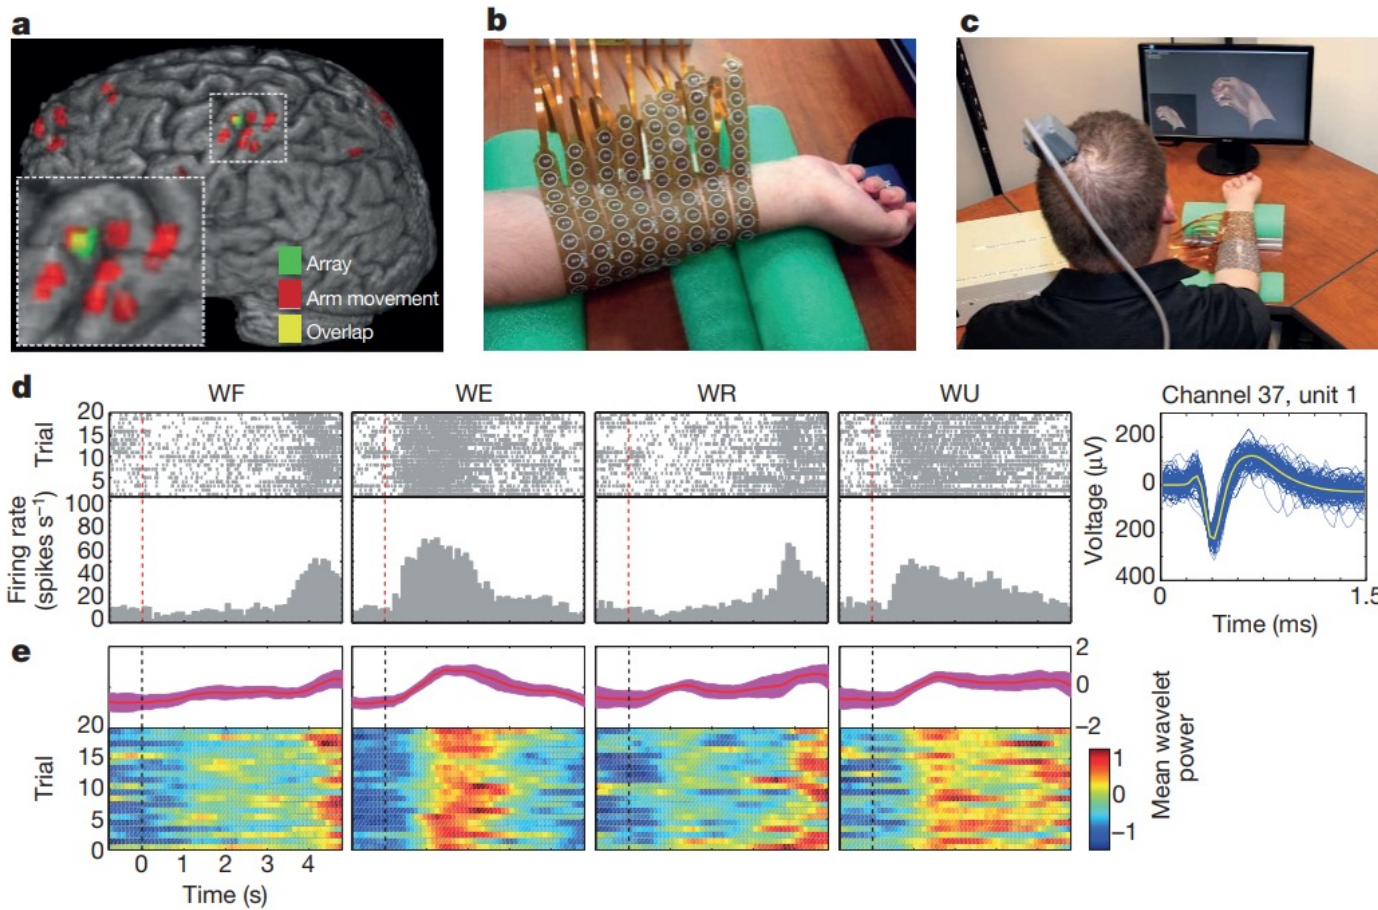 a
b
c
Array
Arm movement
Overlap
d
WF
WE
WR
WU
Channel 37, unit 1
Trial
20
15
10
5
Firing rate
(spikes s⁻¹)
100
80
60
40
20
0
Voltage (μV)
200
0
200
400
0
1.5
Time (ms)
e
2
0
−2
Trial
20
15
10
5
0
0 1 2 3 4
Time (s)
1
0
−1
Mean wavelet
power